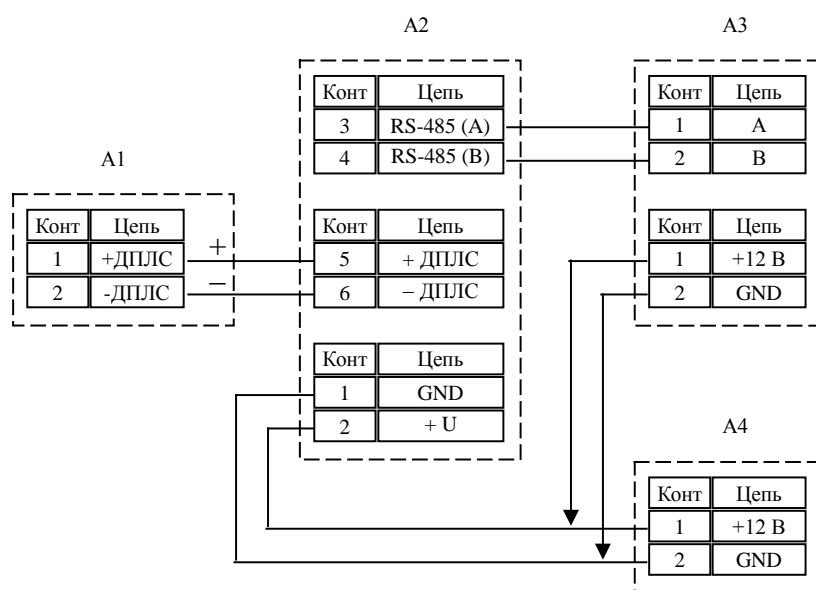 A2
A3
Конт Цепь
3 RS-485 (A)
4 RS-485 (B)
Конт Цепь
1 A
2 B
A1
Конт Цепь
1 +ДПЛС +
2 -ДПЛС −
Конт Цепь
5 + ДПЛС
6 − ДПЛС
Конт Цепь
1 +12 В
2 GND
Конт Цепь
1 GND
2 + U
A4
Конт Цепь
1 +12 В
2 GND